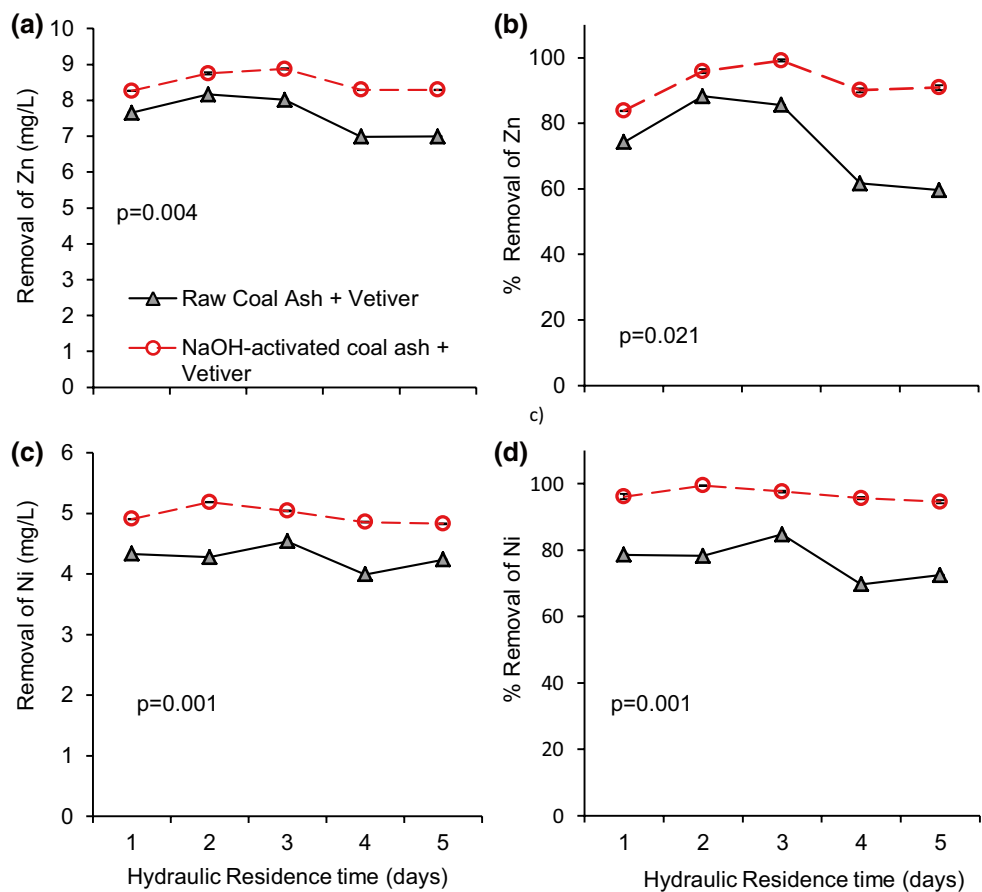 (a)
10
9
8
7
6
5
4
3
2
1
0
Removal of Zn (mg/L)
p=0.004
Raw Coal Ash + Vetiver
NaOH-activated coal ash +
Vetiver
(b)
100
80
60
40
20
0
% Removal of Zn
p=0.021
c)
(c)
6
5
4
3
2
1
0
Removal of Ni (mg/L)
p=0.001
1 2 3 4 5
Hydraulic Residence time (days)
(d)
100
80
60
40
20
0
% Removal of Ni
p=0.001
1 2 3 4 5
Hydraulic Residence time (days)